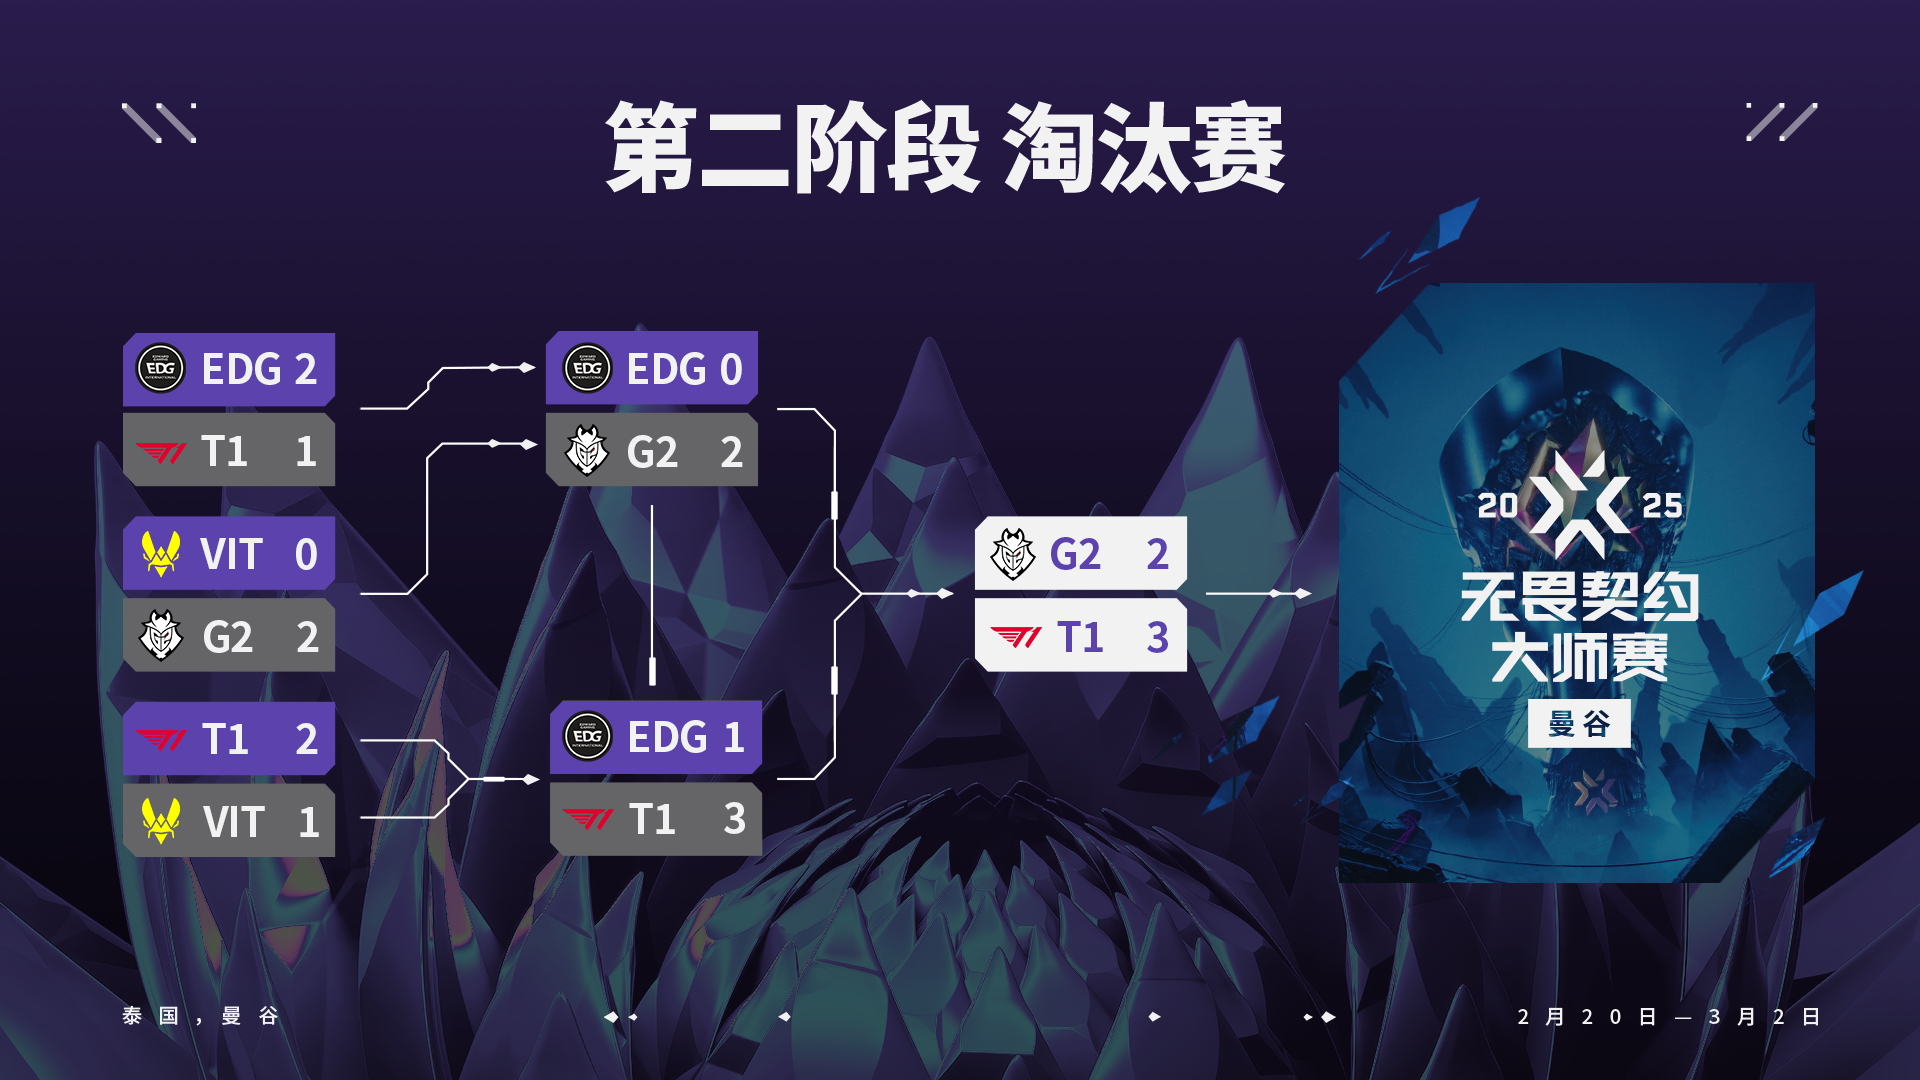 第二阶段 淘汰赛
EDG 2
T1 1
VIT 0
G2 2
T1 2
VIT 1
EDG 0
G2 2
EDG 1
T1 3
G2 2
T1 3
20 25
无畏契约
大师赛
曼谷
泰国，曼谷
2月20日—3月2日